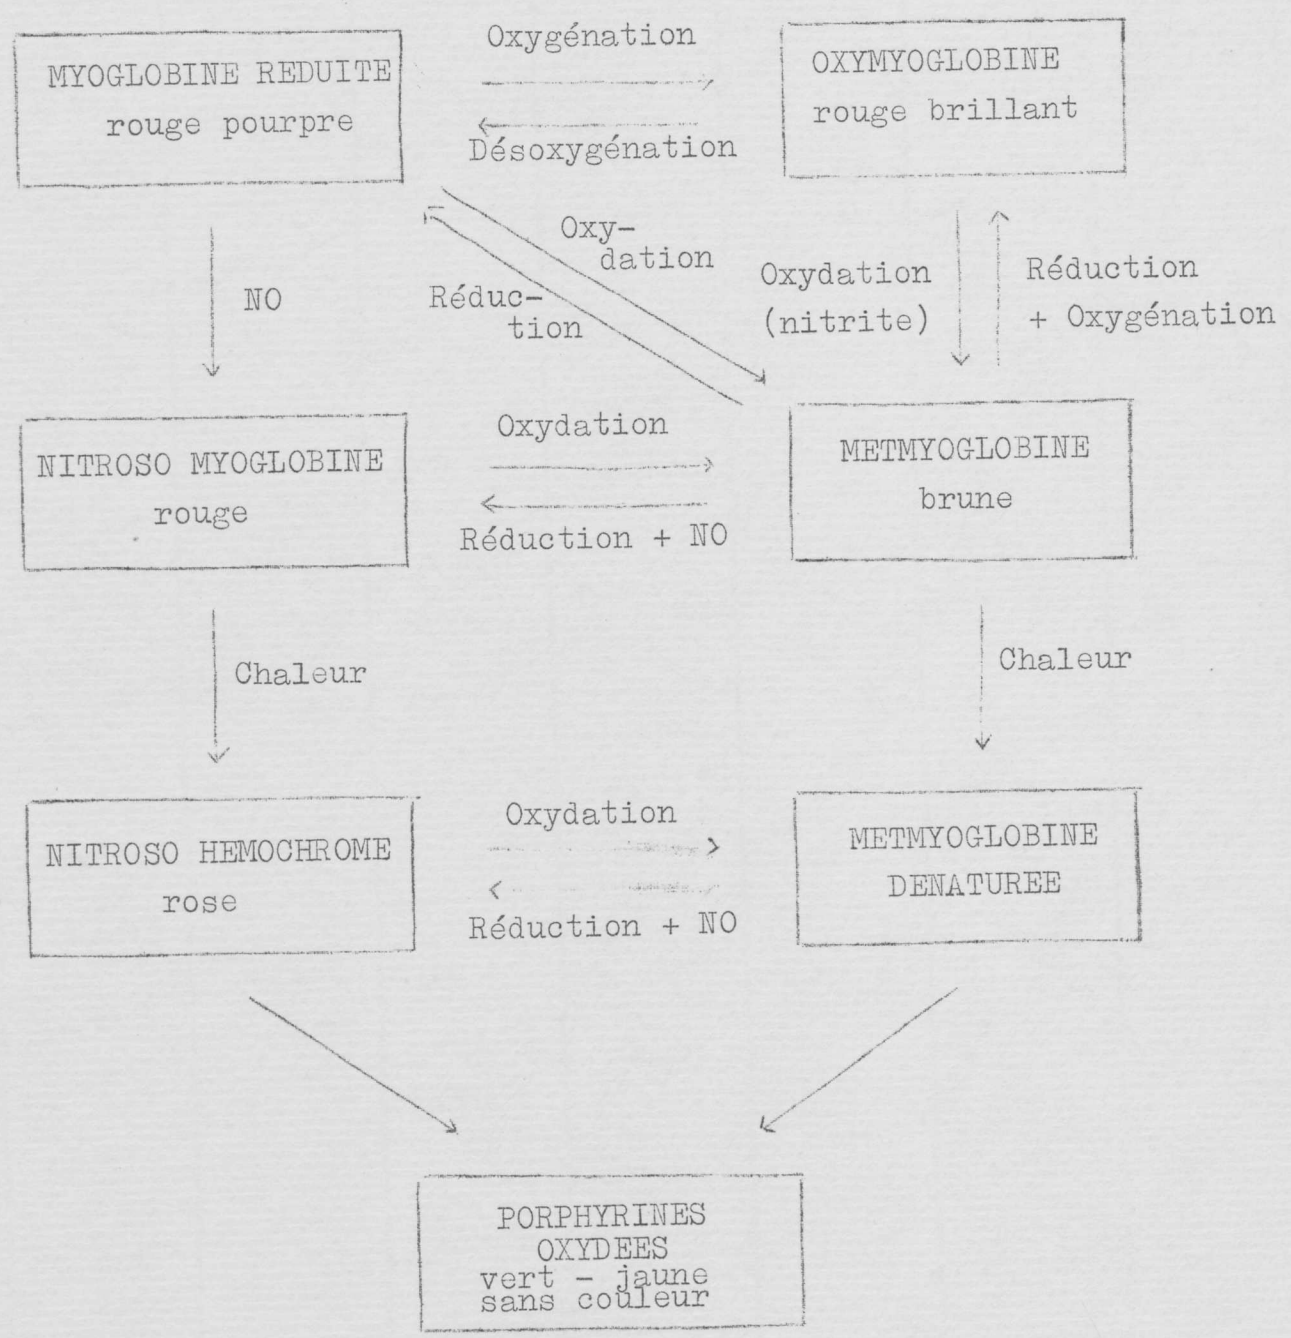 MYOGLOBINE REDUITE
rouge pourpre
Oxygénation
Désoxygénation
OXYMYOGLOBINE
rouge brillant
NO
Oxy-
dation
Réduc-
tion
Oxydation
(nitrite)
Réduction
+ Oxygénation
NITROSO MYOGLOBINE
rouge
Oxydation
Réduction + NO
METMYOGLOBINE
brune
Chaleur
Chaleur
NITROSO HEMOCHROME
rose
Oxydation
Réduction + NO
METMYOGLOBINE
DENATUREE
PORPHYRINES
OXYDEES
vert - jaune
sans couleur